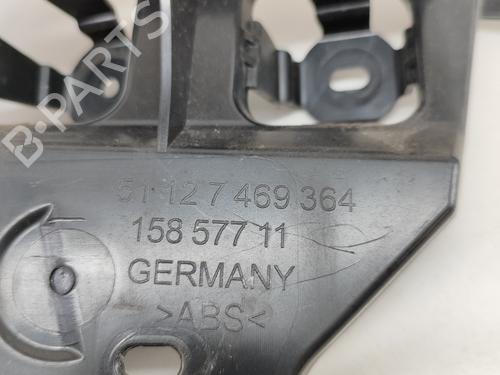 B-PARTS
51 12 7 469 364
158 577 11
GERMANY
>ABS<